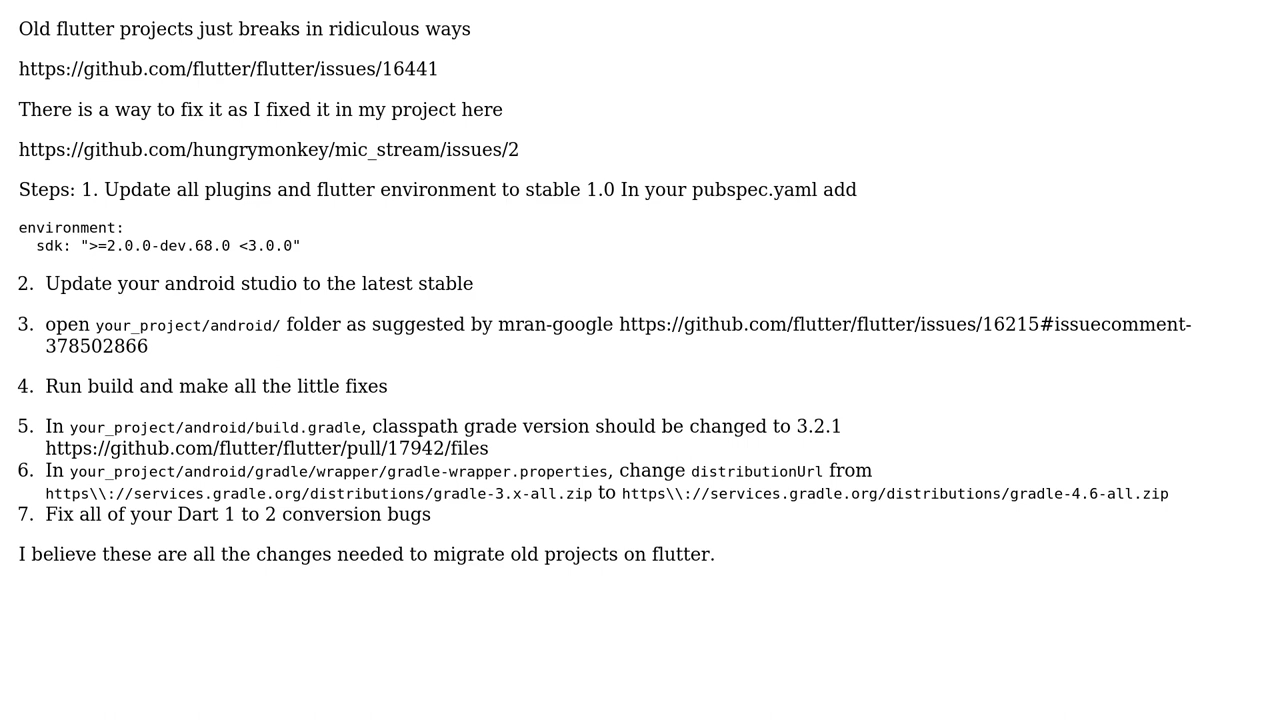 Old flutter projects just breaks in ridiculous ways
https://github.com/flutter/flutter/issues/16441
There is a way to fix it as I fixed it in my project here
https://github.com/hungrymonkey/mic_stream/issues/2
Steps: 1. Update all plugins and flutter environment to stable 1.0 In your pubspec.yaml add
environment:
  sdk: ">=2.0.0-dev.68.0 <3.0.0"
2. Update your android studio to the latest stable
3. open your_project/android/ folder as suggested by mran-google https://github.com/flutter/flutter/issues/16215#issuecomment-
378502866
4. Run build and make all the little fixes
5. In your_project/android/build.gradle, classpath grade version should be changed to 3.2.1
https://github.com/flutter/flutter/pull/17942/files
6. In your_project/android/gradle/wrapper/gradle-wrapper.properties, change distributionUrl from
https\\://services.gradle.org/distributions/gradle-3.x-all.zip to https\\://services.gradle.org/distributions/gradle-4.6-all.zip
7. Fix all of your Dart 1 to 2 conversion bugs
I believe these are all the changes needed to migrate old projects on flutter.